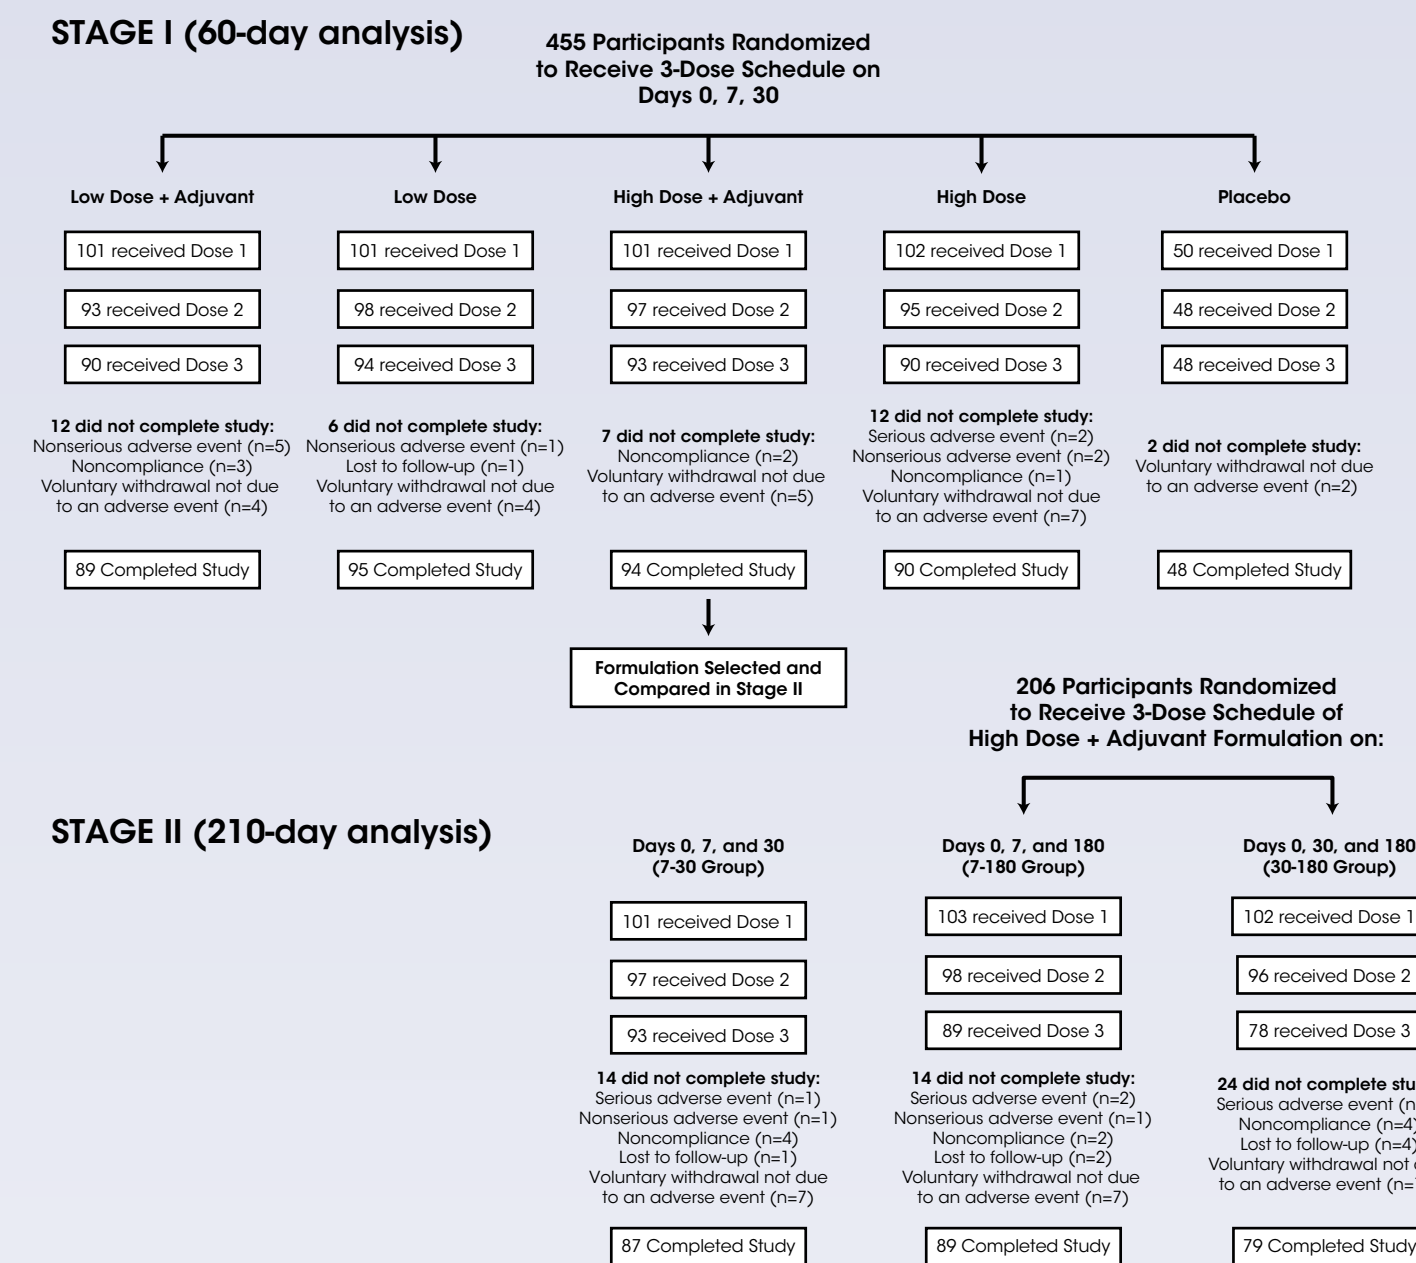 STAGE I (60-day analysis)
455 Participants Randomized
to Receive 3-Dose Schedule on
Days 0, 7, 30
Low Dose + Adjuvant
101 received Dose 1
93 received Dose 2
90 received Dose 3
12 did not complete study:
Nonserious adverse event (n=5)
Noncompliance (n=3)
Voluntary withdrawal not due
to an adverse event (n=4)
89 Completed Study
Low Dose
101 received Dose 1
98 received Dose 2
94 received Dose 3
6 did not complete study:
Nonserious adverse event (n=1)
Lost to follow-up (n=1)
Voluntary withdrawal not due
to an adverse event (n=4)
95 Completed Study
High Dose + Adjuvant
101 received Dose 1
97 received Dose 2
93 received Dose 3
7 did not complete study:
Noncompliance (n=2)
Voluntary withdrawal not due
to an adverse event (n=5)
94 Completed Study
Formulation Selected and
Compared in Stage II
High Dose
102 received Dose 1
95 received Dose 2
90 received Dose 3
12 did not complete study:
Serious adverse event (n=2)
Nonserious adverse event (n=2)
Noncompliance (n=1)
Voluntary withdrawal not due
to an adverse event (n=7)
90 Completed Study
Placebo
50 received Dose 1
48 received Dose 2
48 received Dose 3
2 did not complete study:
Voluntary withdrawal not due
to an adverse event (n=2)
48 Completed Study
206 Participants Randomized
to Receive 3-Dose Schedule of
High Dose + Adjuvant Formulation on:
STAGE II (210-day analysis)
Days 0, 7, and 30
(7-30 Group)
101 received Dose 1
97 received Dose 2
93 received Dose 3
14 did not complete study:
Serious adverse event (n=1)
Nonserious adverse event (n=1)
Noncompliance (n=4)
Lost to follow-up (n=1)
Voluntary withdrawal not due
to an adverse event (n=7)
87 Completed Study
Days 0, 7, and 180
(7-180 Group)
103 received Dose 1
98 received Dose 2
89 received Dose 3
14 did not complete study:
Serious adverse event (n=2)
Nonserious adverse event (n=1)
Noncompliance (n=2)
Lost to follow-up (n=2)
Voluntary withdrawal not due
to an adverse event (n=7)
89 Completed Study
Days 0, 30, and 180
(30-180 Group)
102 received Dose 1
96 received Dose 2
78 received Dose 3
24 did not complete
Serious adverse event
Noncompliance (n=4)
Lost to follow-up (n=4)
Voluntary withdrawal not
to an adverse event
79 Completed Study